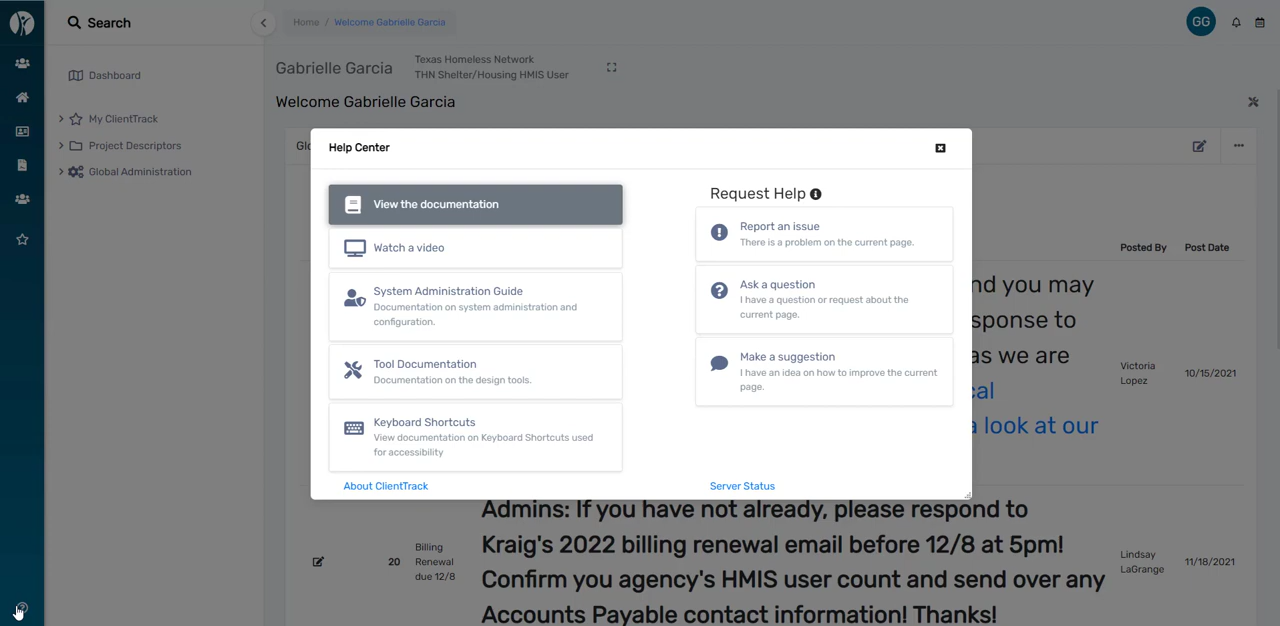 Search
Home / Welcome Gabrielle Garcia
GG
Dashboard
My ClientTrack
Project Descriptors
Global Administration
Gabrielle Garcia
Texas Homeless Network
THN Shelter/Housing HMIS User
Welcome Gabrielle Garcia
Help Center
View the documentation
Watch a video
System Administration Guide
Documentation on system administration and
configuration.
Tool Documentation
Documentation on the design tools.
Keyboard Shortcuts
View documentation on Keyboard Shortcuts used
for accessibility
About ClientTrack
Request Help
Report an issue
There is a problem on the current page.
Ask a question
I have a question or request about the
current page.
Make a suggestion
I have an idea on how to improve the current
page.
Server Status
Posted By
Post Date
nd you may
sponse to
as we are
cal
a look at our
Victoria
Lopez
10/15/2021
20
Billing
Renewal
due 12/8
Admins: If you have not already, please respond to
Kraig's 2022 billing renewal email before 12/8 at 5pm!
Confirm you agency's HMIS user count and send over any
Accounts Payable contact information! Thanks!
Lindsay
LaGrange
11/18/2021